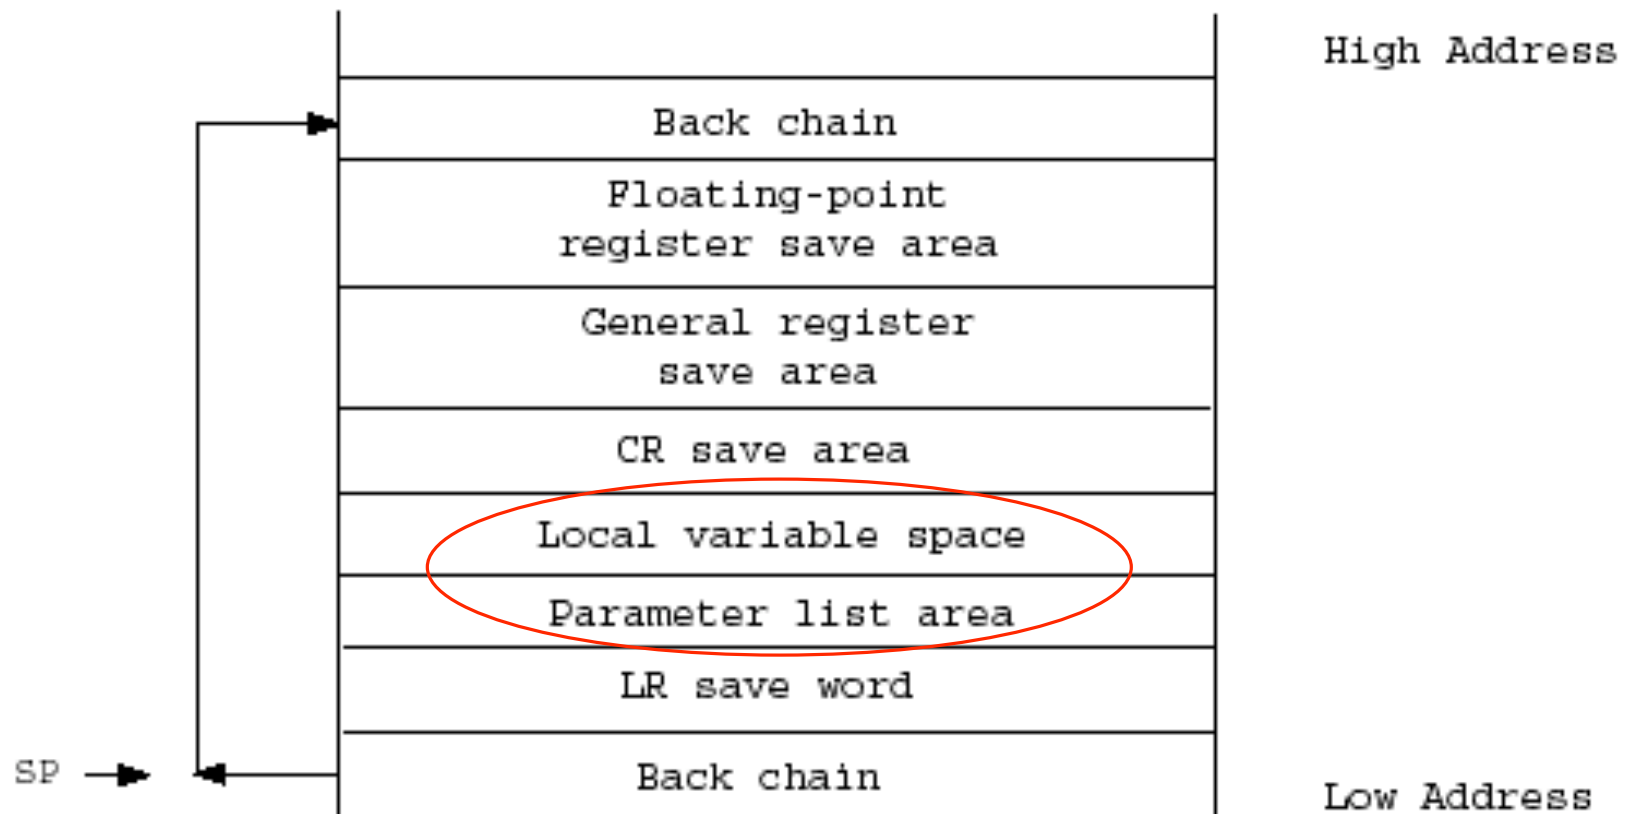 High Address
Back chain
Floating-point
register save area
General register
save area
CR save area
Local variable space
Parameter list area
LR save word
SP
Back chain
Low Address